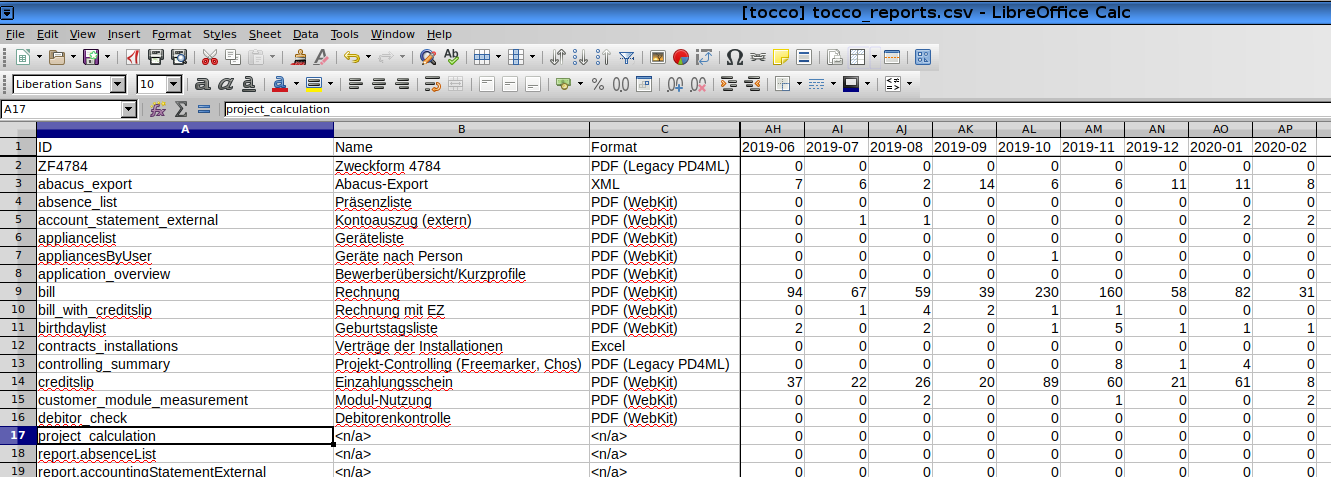 [tocco] tocco_reports.csv - LibreOffice Calc
File Edit View Insert Format Styles Sheet Data Tools Window Help
Liberation Sans 10
A17 project_calculation
A B C AH AI AJ AK AL AM AN AO AP
1 ID Name Format 2019-06 2019-07 2019-08 2019-09 2019-10 2019-11 2019-12 2020-01 2020-02
2 ZF4784 Zweckform 4784 PDF (Legacy PD4ML) 0 0 0 0 0 0 0 0 0
3 abacus_export Abacus-Export XML 7 6 2 14 6 6 11 11 8
4 absence_list Präsenzliste PDF (WebKit) 0 0 0 0 0 0 0 0 0
5 account_statement_external Kontoauszug (extern) PDF (WebKit) 0 1 1 0 0 0 0 2 2
6 appliancelist Geräteliste PDF (WebKit) 0 0 0 0 0 0 0 0 0
7 appliancesByUser Geräte nach Person PDF (WebKit) 0 0 0 0 1 0 0 0 0
8 application_overview Bewerberübersicht/Kurzprofile PDF (WebKit) 0 0 0 0 0 0 0 0 0
9 bill Rechnung PDF (WebKit) 94 67 59 39 230 160 58 82 31
10 bill_with_creditslip Rechnung mit EZ PDF (WebKit) 0 1 4 2 1 1 0 0 0
11 birthdaylist Geburtstagsliste PDF (WebKit) 2 0 2 0 1 5 1 1 1
12 contracts_installations Verträge der Installationen Excel 0 0 0 0 0 0 0 0 0
13 controlling_summary Projekt-Controlling (Freemarker, Chos) PDF (Legacy PD4ML) 0 0 0 0 0 8 1 4 0
14 creditslip Einzahlungsschein PDF (WebKit) 37 22 26 20 89 60 21 61 8
15 customer_module_measurement Modul-Nutzung PDF (WebKit) 0 0 2 0 0 1 0 0 2
16 debitor_check Debitorenkontrolle PDF (WebKit) 0 0 0 0 0 0 0 0 0
17 project_calculation <n/a> <n/a> 0 0 0 0 0 0 0 0 0
18 report.absenceList <n/a> <n/a> 0 0 0 0 0 0 0 0 0
19 report.accountingStatementExternal <n/a> <n/a> 0 0 0 0 0 0 0 0 0